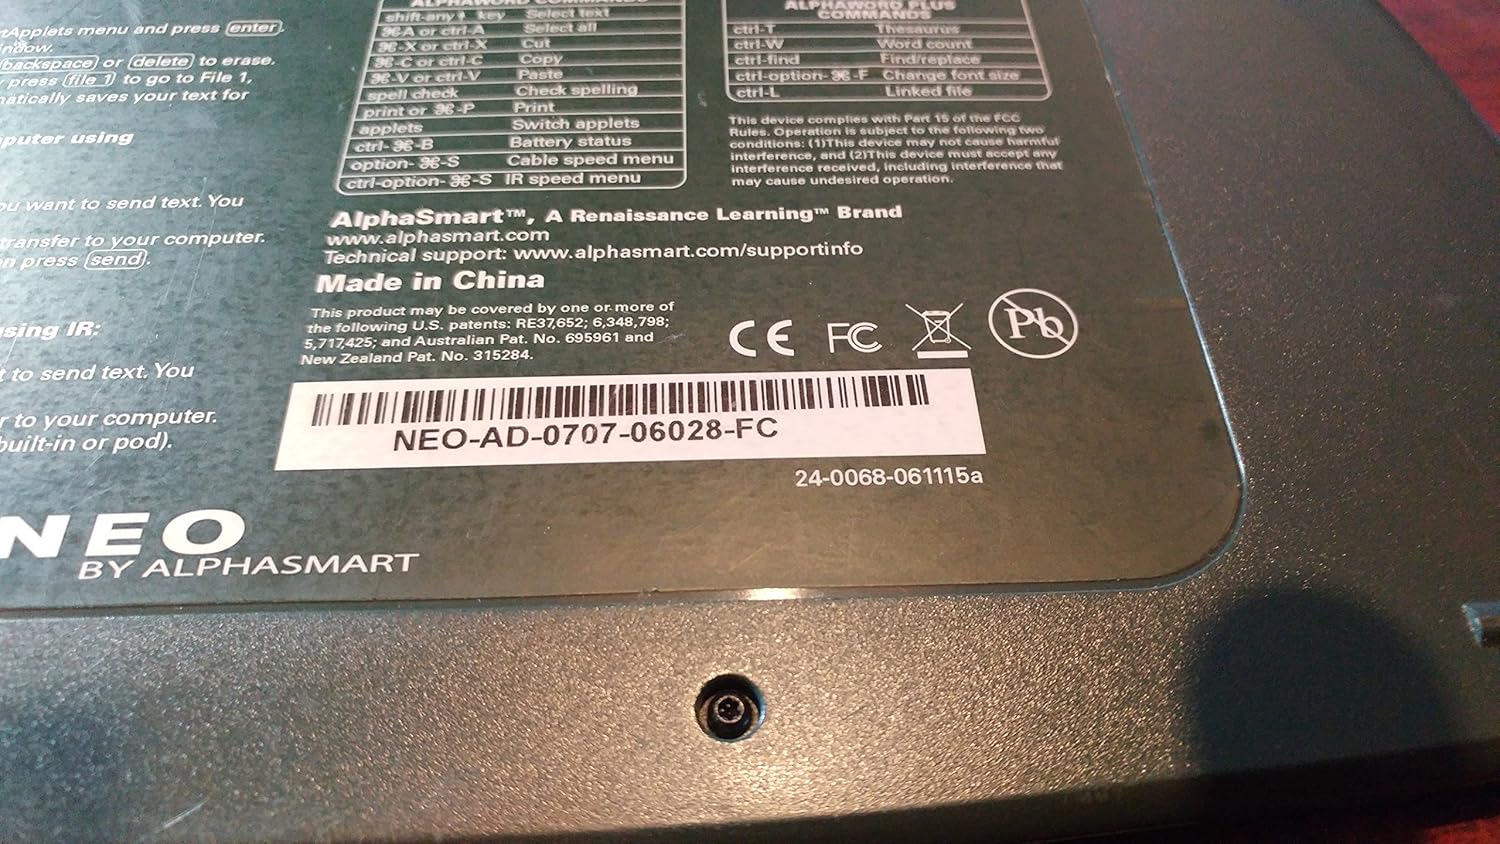 tApplets menu and press enter.
ndow.
backspace or delete to erase.
press file 1 to go to File 1,
atically saves your text for
puter using
ou want to send text. You
transfer to your computer.
n press send.
sing IR:
t to send text. You
r to your computer.
built-in or pod).
ALPHAWORD COMMANDS
shift-any key Select text
⌘-A or ctrl-A Select all
⌘-X or ctrl-X Cut
⌘-C or ctrl-C Copy
⌘-V or ctrl-V Paste
spell check Check spelling
print or ⌘-P Print
applets Switch applets
ctrl-⌘-B Battery status
option-⌘-S Cable speed menu
ctrl-option-⌘-S IR speed menu
ALPHAWORD PLUS
COMMANDS
ctrl-T Thesaurus
ctrl-W Word count
ctrl-find Find/replace
ctrl-option-⌘-F Change font size
ctrl-L Linked file
This device complies with Part 15 of the FCC
Rules. Operation is subject to the following two
conditions: (1)This device may not cause harmful
interference, and (2)This device must accept any
interference received, including interference that
may cause undesired operation.
AlphaSmart™, A Renaissance Learning™ Brand
www.alphasmart.com
Technical support: www.alphasmart.com/supportinfo
Made in China
This product may be covered by one or more of
the following U.S. patents: RE37,652; 6,348,798;
5,717,425; and Australian Pat. No. 695961 and
New Zealand Pat. No. 315284.
CE FC Pb
NEO-AD-0707-06028-FC
24-0068-061115a
NEO
BY ALPHASMART